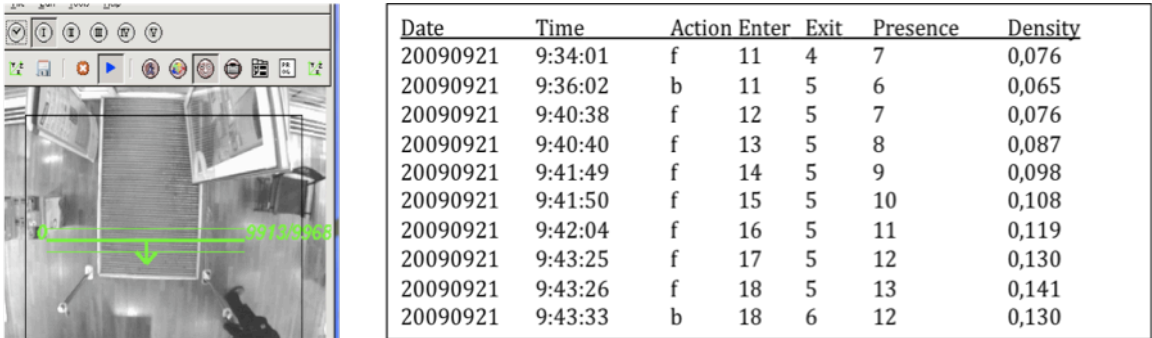 0
9913/9968
Date Time Action Enter Exit Presence Density
20090921 9:34:01 f 11 4 7 0,076
20090921 9:36:02 b 11 5 6 0,065
20090921 9:40:38 f 12 5 7 0,076
20090921 9:40:40 f 13 5 8 0,087
20090921 9:41:49 f 14 5 9 0,098
20090921 9:41:50 f 15 5 10 0,108
20090921 9:42:04 f 16 5 11 0,119
20090921 9:43:25 f 17 5 12 0,130
20090921 9:43:26 f 18 5 13 0,141
20090921 9:43:33 b 18 6 12 0,130